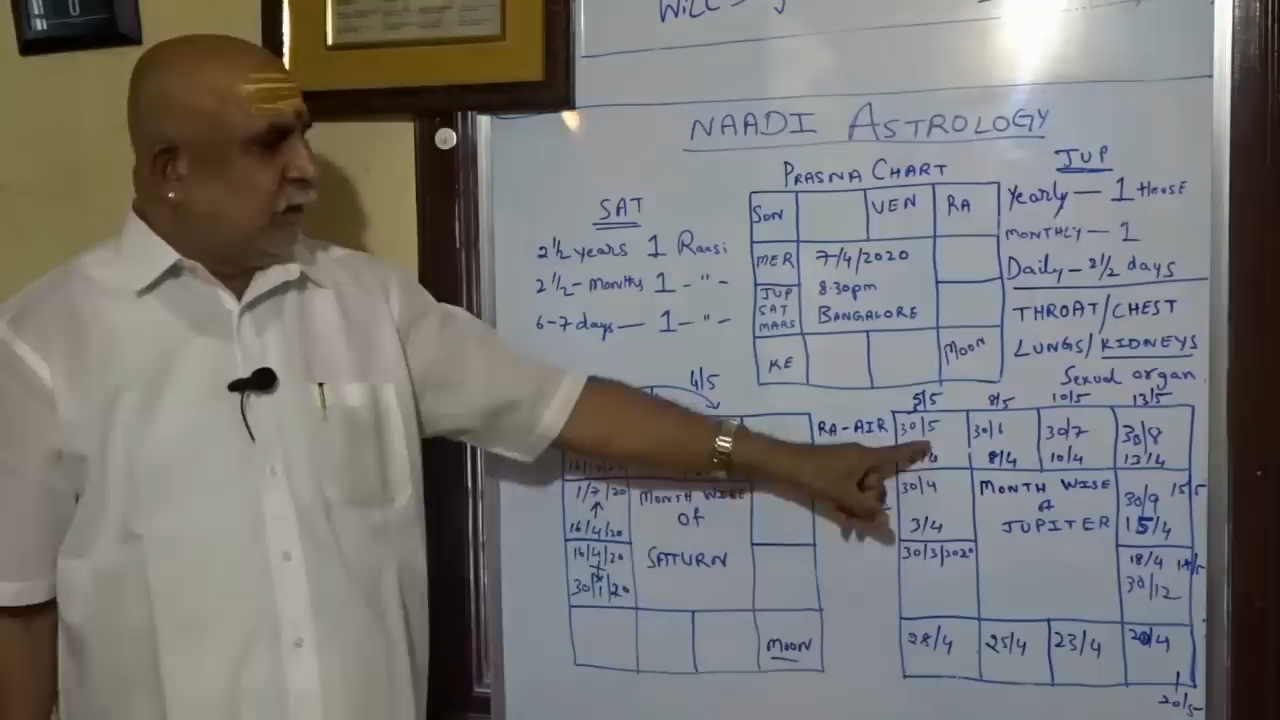 NAADI ASTROLOGY
PRASNA CHART
SUN
VEN
RA
MER
7/4/2020
JUP
SAT
MARS
8.30pm
BANGALORE
KE
MOON
SAT
2½ years 1 Raasi
2½-months 1 - " -
6-7 days — 1 - " -
JUP
Yearly — 1 House
MONTHLY — 1
Daily — 2½ days
THROAT/CHEST
LUNGS/KIDNEYS
Sexual organ
4/5
1/7/20
16/4/20
16/4/20
30/1/20
MONTH WISE
OF
SATURN
MOON
RA-AIR
5/5
8/5
10/5
13/5
30/5
30/7
30/8
8/4
10/4
13/4
30/4
3/4
MONTH WISE
of
JUPITER
30/9
15/5
15/4
30/3/2020
18/4
30/12
28/4
25/4
23/4
20/4
20/5